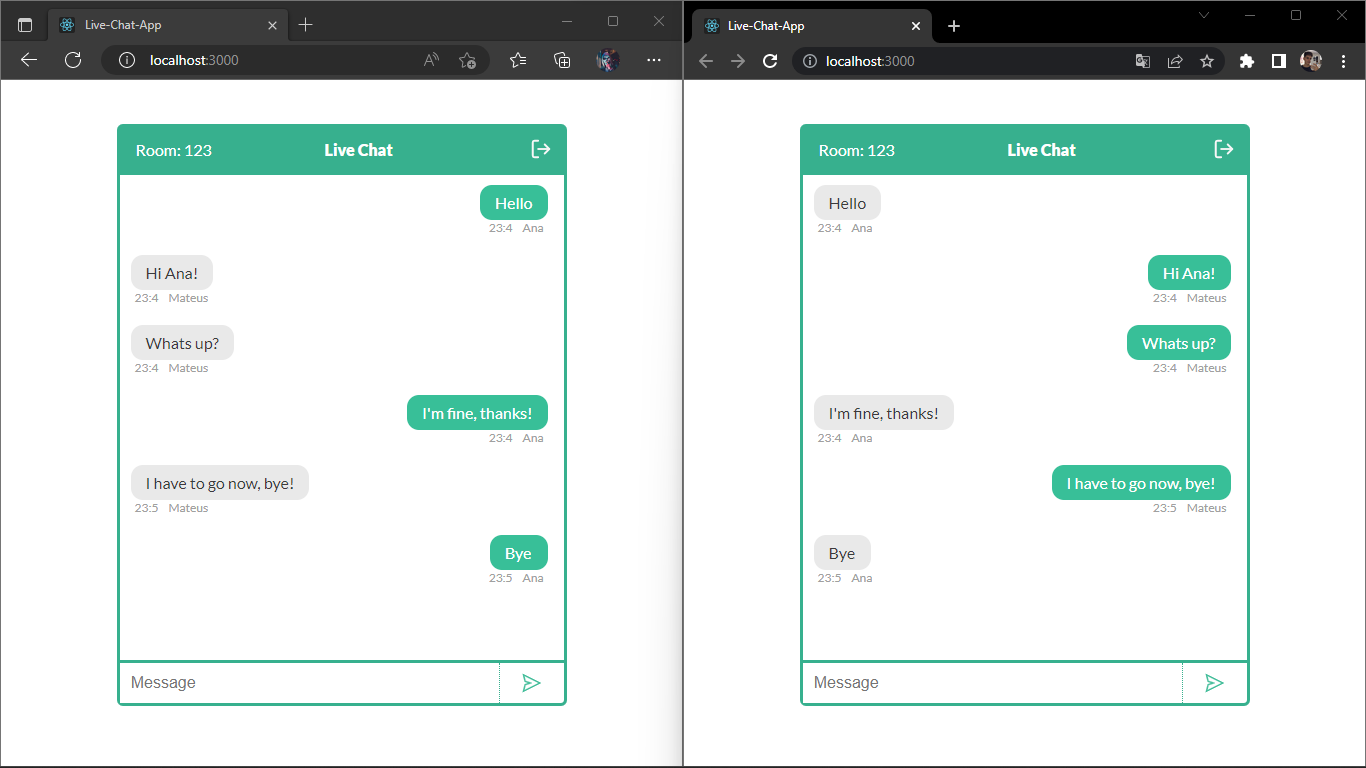 Live-Chat-App
localhost:3000
Room: 123 Live Chat
Hello
23:4 Ana
Hi Ana!
23:4 Mateus
Whats up?
23:4 Mateus
I'm fine, thanks!
23:4 Ana
I have to go now, bye!
23:5 Mateus
Bye
23:5 Ana
Message
Live-Chat-App
localhost:3000
Room: 123 Live Chat
Hello
23:4 Ana
Hi Ana!
23:4 Mateus
Whats up?
23:4 Mateus
I'm fine, thanks!
23:4 Ana
I have to go now, bye!
23:5 Mateus
Bye
23:5 Ana
Message